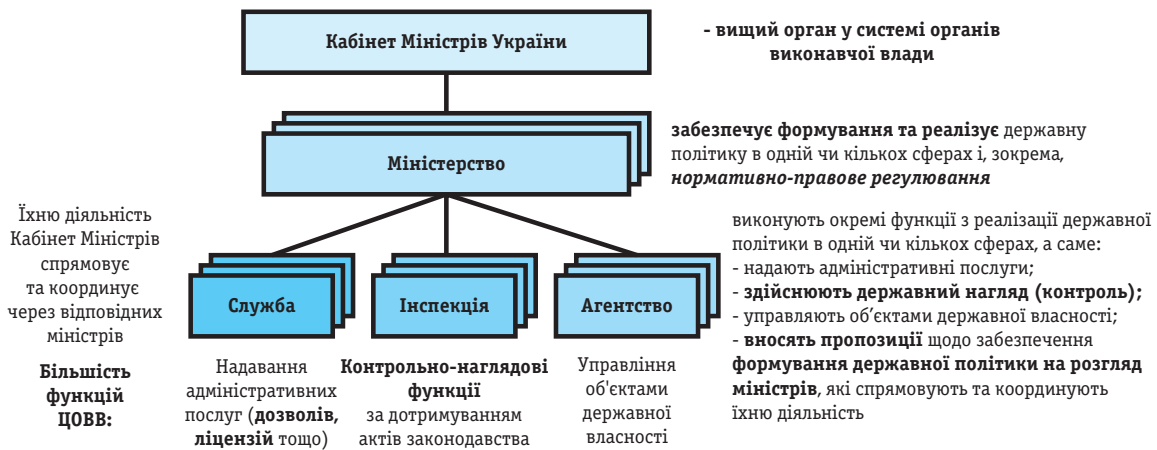 Кабінет Міністрів України
- вищий орган у системі органів
виконавчої влади
Міністерство
забезпечує формування та реалізує державну
політику в одній чи кількох сферах і, зокрема,
нормативно-правове регулювання
Їхню діяльність
Кабінет Міністрів
спрямовує
та координує
через відповідних
міністрів
Служба
Інспекція
Агентство
виконують окремі функції з реалізації державної
політики в одній чи кількох сферах, а саме:
- надають адміністративні послуги;
- здійснюють державний нагляд (контроль);
- управляють об’єктами державної власності;
- вносять пропозиції щодо забезпечення
формування державної політики на розгляд
міністрів, які спрямовують та координують
їхню діяльність
Більшість
функцій
ЦОВВ:
Надавання
адміністративних
послуг (дозволів,
ліцензій тощо)
Контрольно-наглядові
функції
за дотримуванням
актів законодавства
Управління
об'єктами
державної
власності